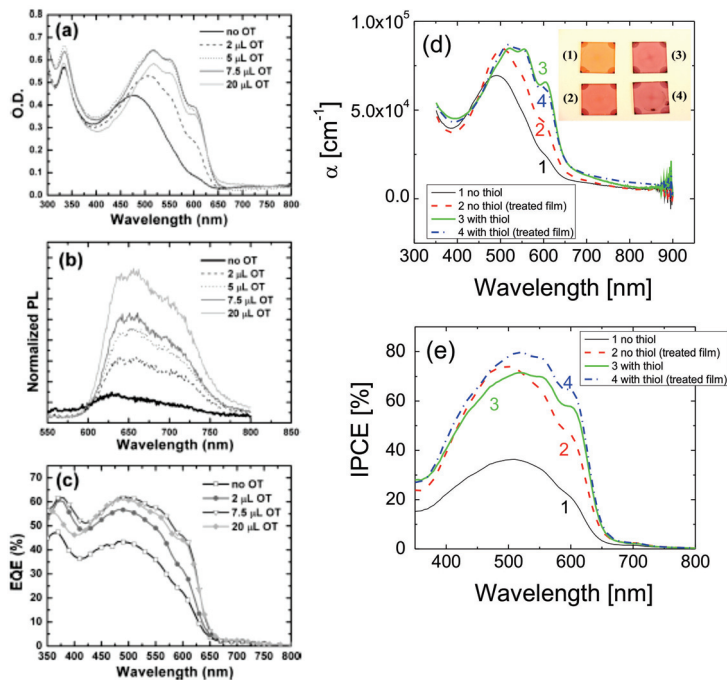 (a)
no OT
2 µL OT
5 µL OT
7.5 µL OT
20 µL OT
O.D.
0.7
0.6
0.5
0.4
0.3
0.2
0.1
0.0
300 350 400 450 500 550 600 650 700 750 800
Wavelength (nm)
(b)
no OT
2 µL OT
5 µL OT
7.5 µL OT
20 µL OT
Normalized PL
550 600 650 700 750 800 850
Wavelength (nm)
(c)
no OT
2 µL OT
7.5 µL OT
20 µL OT
EQE (%)
70
60
50
40
30
20
10
0
350 400 450 500 550 600 650 700 750 800
Wavelength (nm)
(d)
(1) (3)
(2) (4)
α [cm⁻¹]
1.0x10⁵
5.0x10⁴
0.0
3
4
2
1
1 no thiol
2 no thiol (treated film)
3 with thiol
4 with thiol (treated film)
300 400 500 600 700 800 900
Wavelength [nm]
(e)
1 no thiol
2 no thiol (treated film)
3 with thiol
4 with thiol (treated film)
IPCE [%]
80
60
40
20
0
4
3
2
1
400 500 600 700 800
Wavelength [nm]